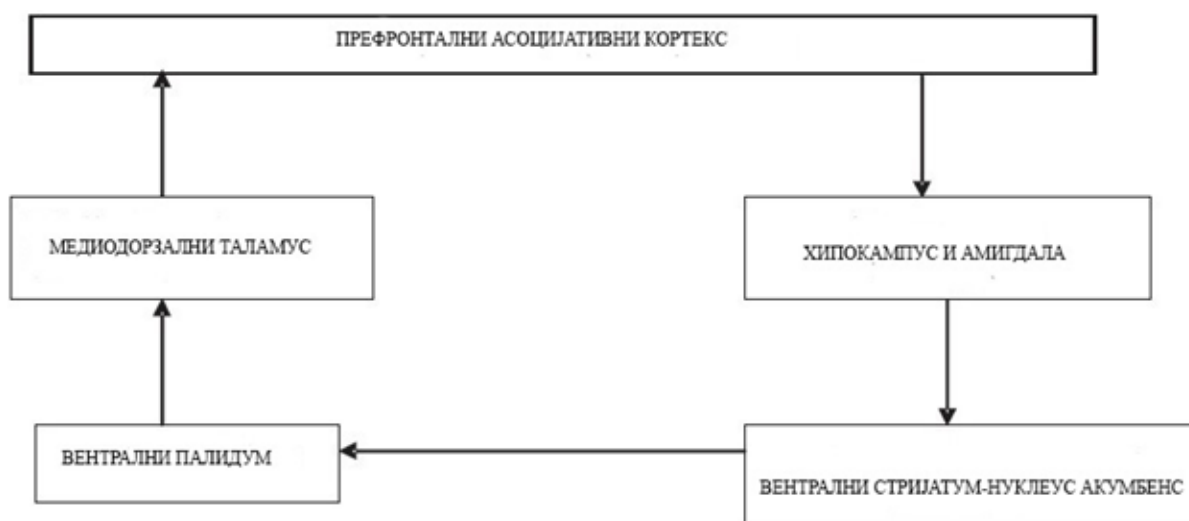 ПРЕФРОНТАЛНИ АСОЦИЈАТИВНИ КОРТЕКС
МЕДИОДОРЗАЛНИ ТАЛАМУС
ХИПОКАМПУС И АМИГДАЛА
ВЕНТРАЛНИ ПАЛИДУМ
ВЕНТРАЛНИ СТРИЈАТУМ-НУКЛЕУС АКУМБЕНС